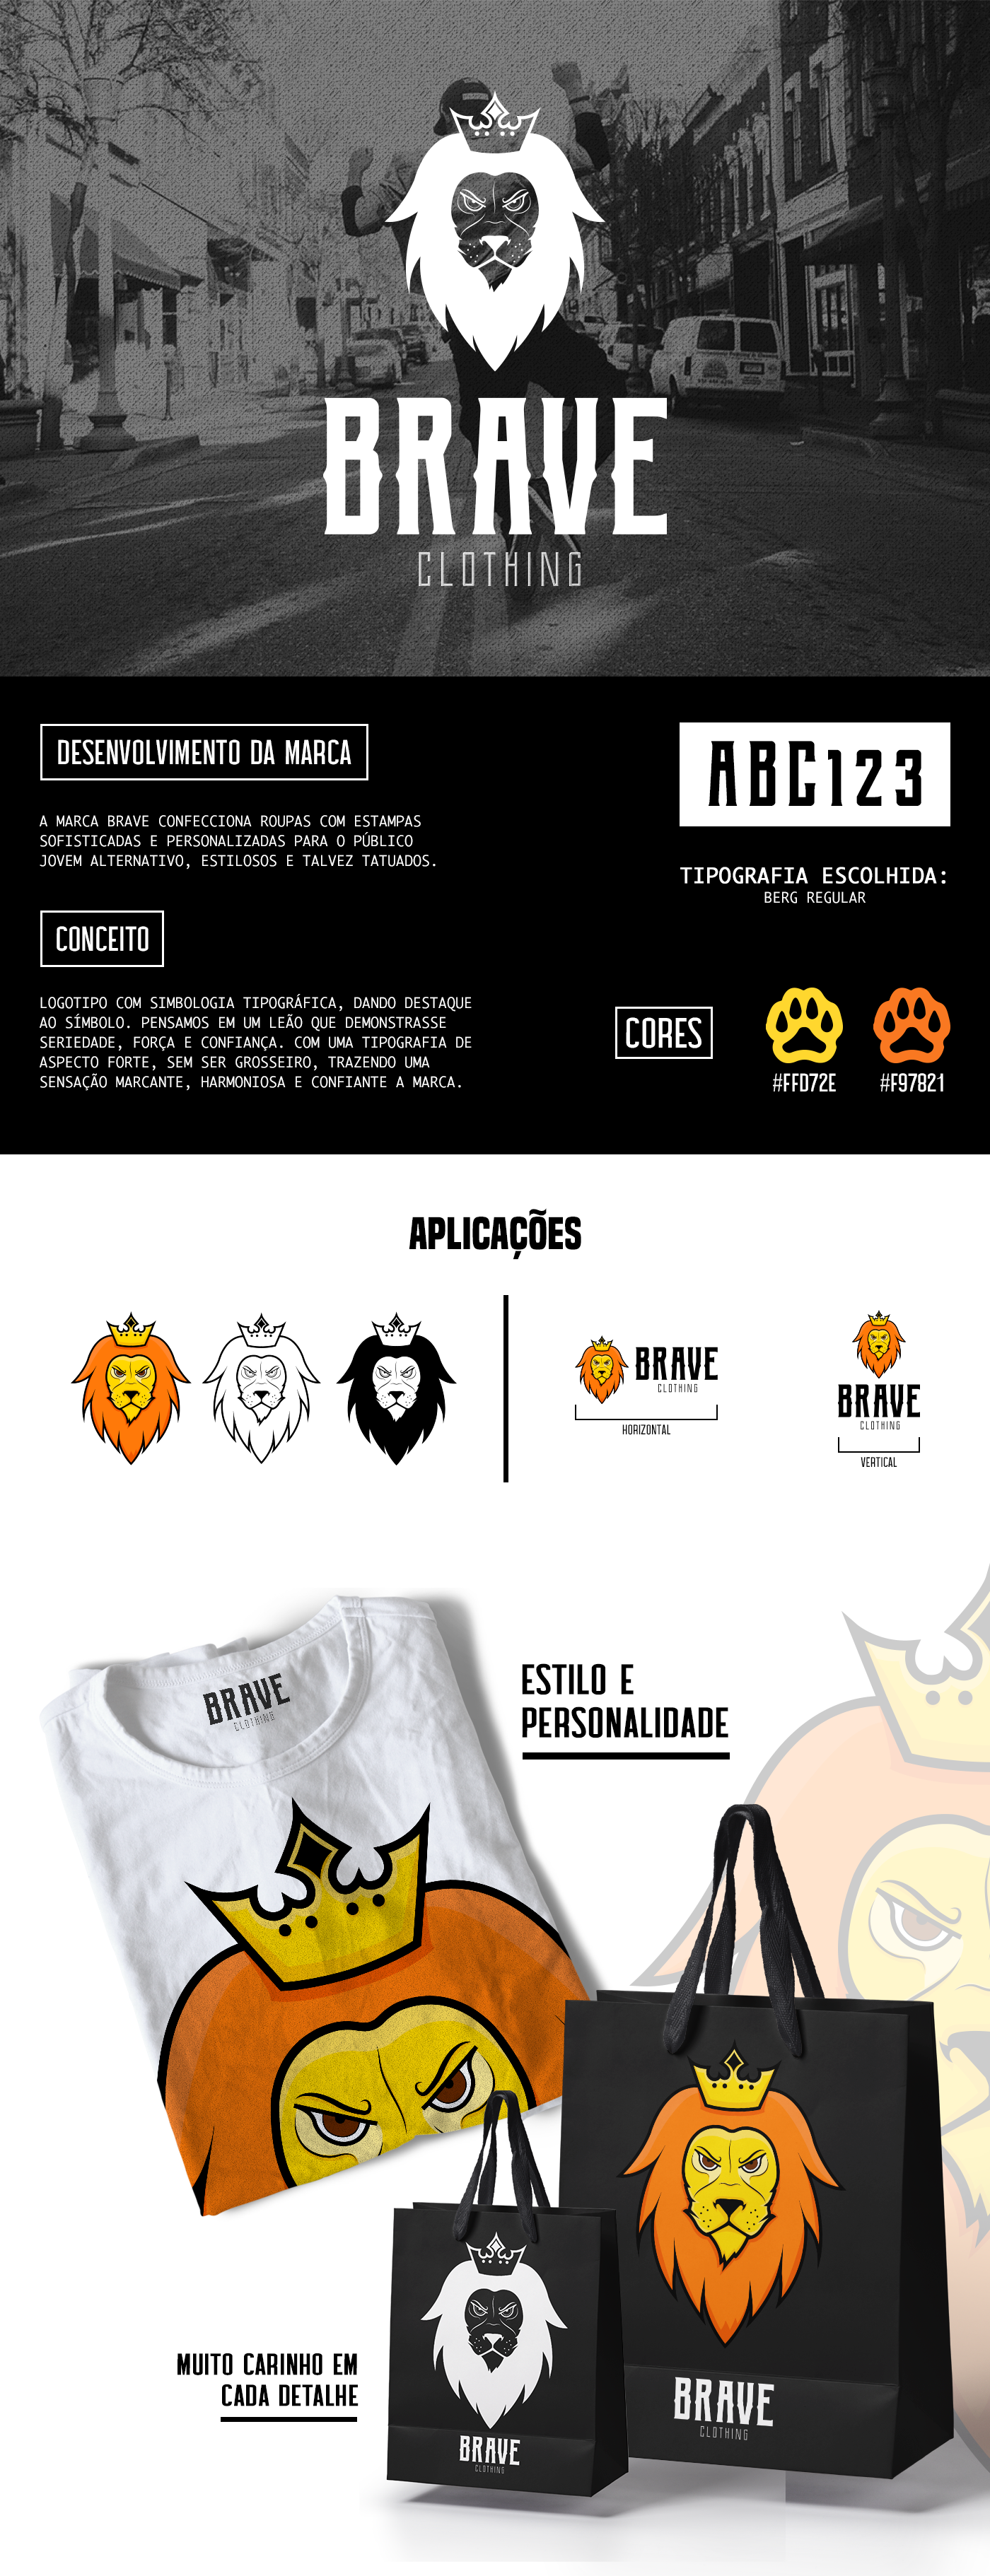 BRAVE
CLOTHING
DESENVOLVIMENTO DA MARCA
A MARCA BRAVE CONFECCIONA ROUPAS COM ESTAMPAS
SOFISTICADAS E PERSONALIZADAS PARA O PÚBLICO
JOVEM ALTERNATIVO, ESTILOSOS E TALVEZ TATUADOS.
CONCEITO
LOGOTIPO COM SIMBOLOGIA TIPOGRÁFICA, DANDO DESTAQUE
AO SÍMBOLO. PENSAMOS EM UM LEÃO QUE DEMONSTRASSE
SERIEDADE, FORÇA E CONFIANÇA. COM UMA TIPOGRAFIA DE
ASPECTO FORTE, SEM SER GROSSEIRO, TRAZENDO UMA
SENSAÇÃO MARCANTE, HARMONIOSA E CONFIANTE A MARCA.
ABC123
TIPOGRAFIA ESCOLHIDA:
BERG REGULAR
CORES
#FFD72E
#F97821
APLICAÇÕES
BRAVE
CLOTHING
HORIZONTAL
BRAVE
CLOTHING
VERTICAL
BRAVE
CLOTHING
ESTILO E
PERSONALIDADE
BRAVE
CLOTHING
MUITO CARINHO EM
CADA DETALHE
BRAVE
CLOTHING